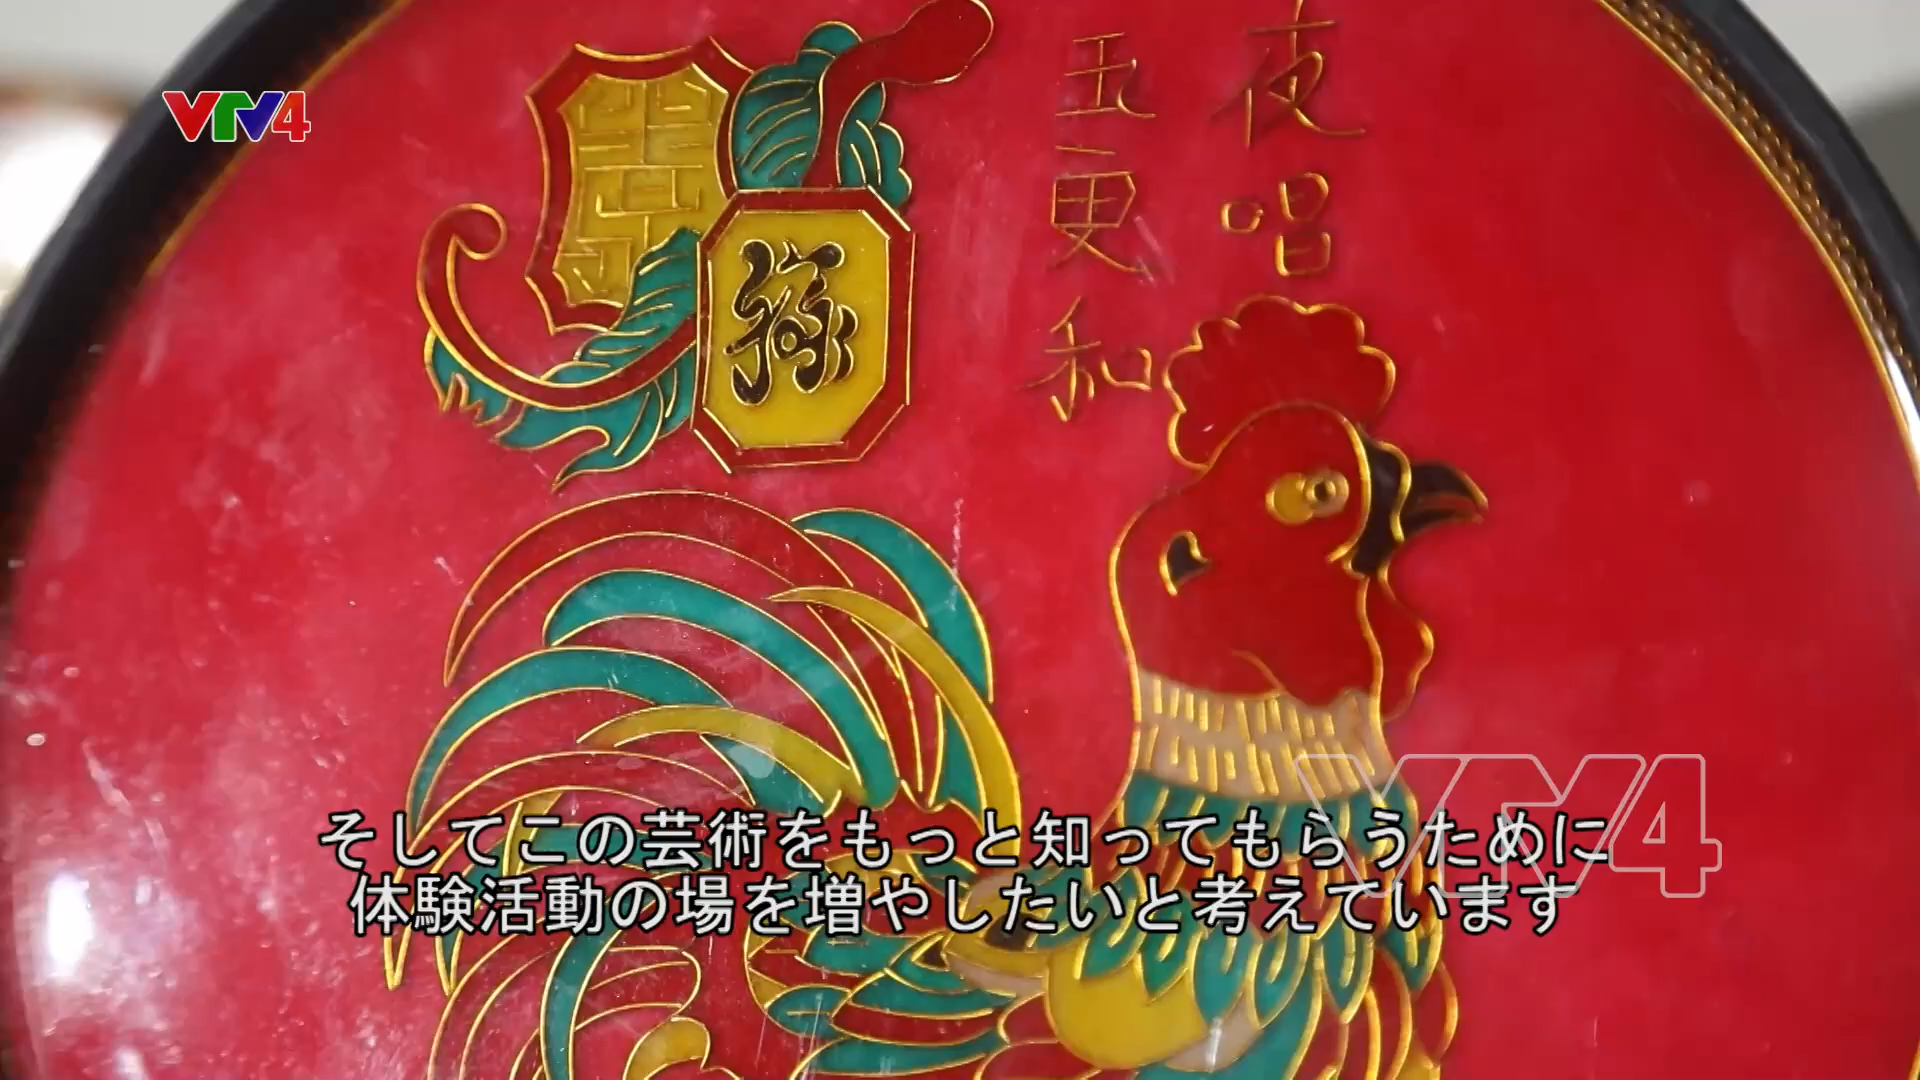 VTV4
夜唱
五更和
VTV4
そしてこの芸術をもっと知ってもらうために
体験活動の場を増やしたいと考えています